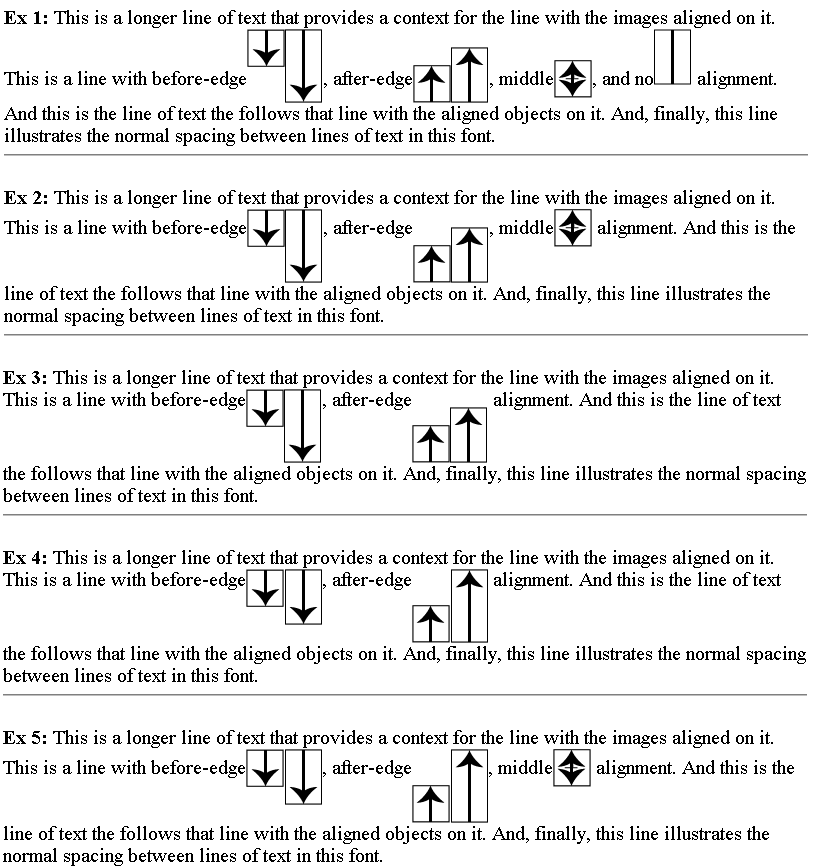 Ex 1: This is a longer line of text that provides a context for the line with the images aligned on it.
This is a line with before-edge , after-edge , middle , and no alignment.
And this is the line of text the follows that line with the aligned objects on it. And, finally, this line
illustrates the normal spacing between lines of text in this font.
Ex 2: This is a longer line of text that provides a context for the line with the images aligned on it.
This is a line with before-edge , after-edge , middle alignment. And this is the
line of text the follows that line with the aligned objects on it. And, finally, this line illustrates the
normal spacing between lines of text in this font.
Ex 3: This is a longer line of text that provides a context for the line with the images aligned on it.
This is a line with before-edge , after-edge alignment. And this is the line of text
the follows that line with the aligned objects on it. And, finally, this line illustrates the normal spacing
between lines of text in this font.
Ex 4: This is a longer line of text that provides a context for the line with the images aligned on it.
This is a line with before-edge , after-edge alignment. And this is the line of text
the follows that line with the aligned objects on it. And, finally, this line illustrates the normal spacing
between lines of text in this font.
Ex 5: This is a longer line of text that provides a context for the line with the images aligned on it.
This is a line with before-edge , after-edge , middle alignment. And this is the
line of text the follows that line with the aligned objects on it. And, finally, this line illustrates the
normal spacing between lines of text in this font.